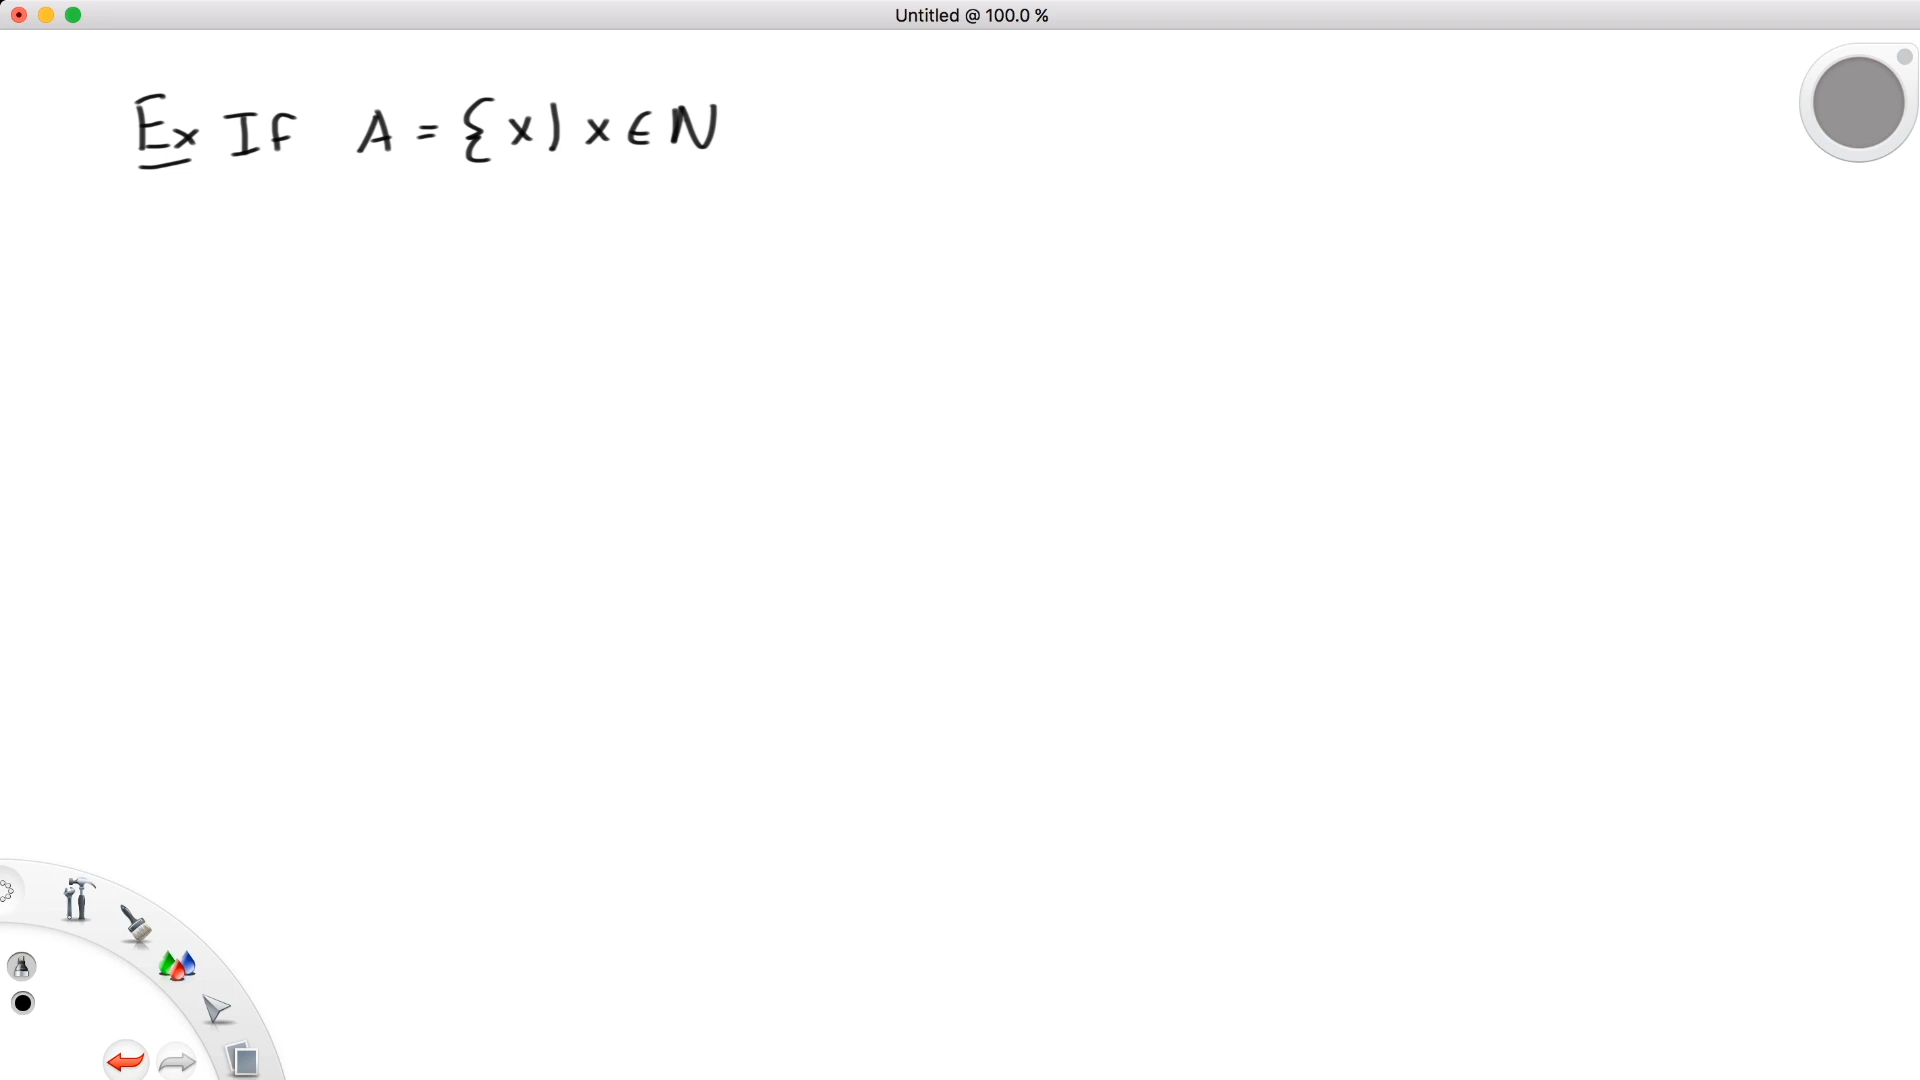 Untitled @ 100.0 %
Ex If A = { x | x ∈ N